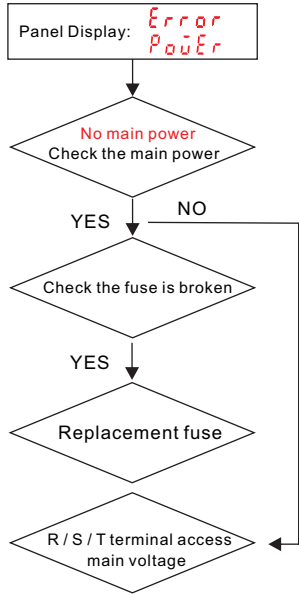 Panel Display:
Error
PowEr
No main power
Check the main power
YES
NO
Check the fuse is broken
YES
Replacement fuse
R / S / T terminal access
main voltage